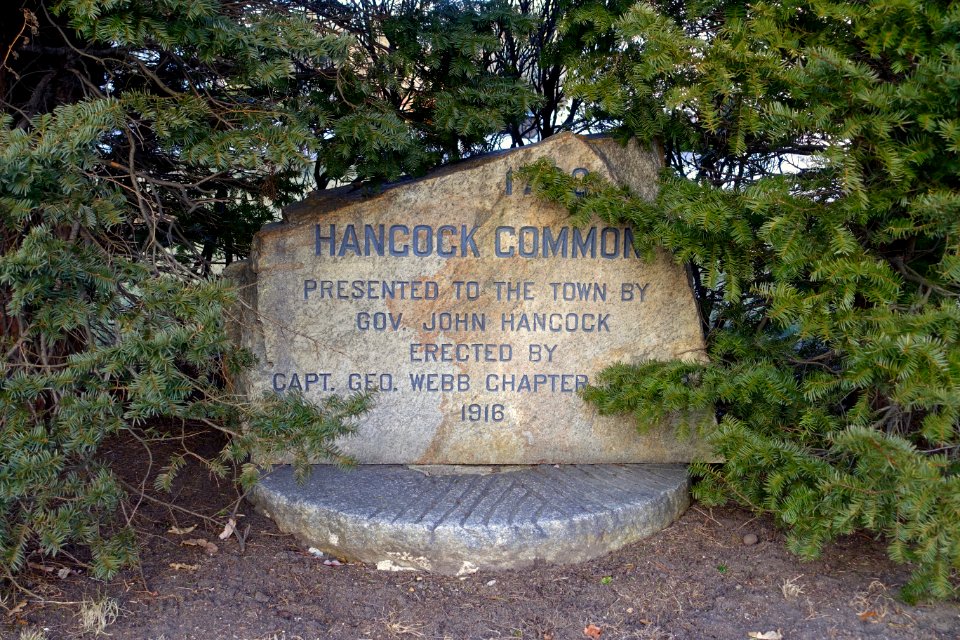 HANCOCK COMMON
PRESENTED TO THE TOWN BY
GOV. JOHN HANCOCK
ERECTED BY
CAPT. GEO. WEBB CHAPTER
1916